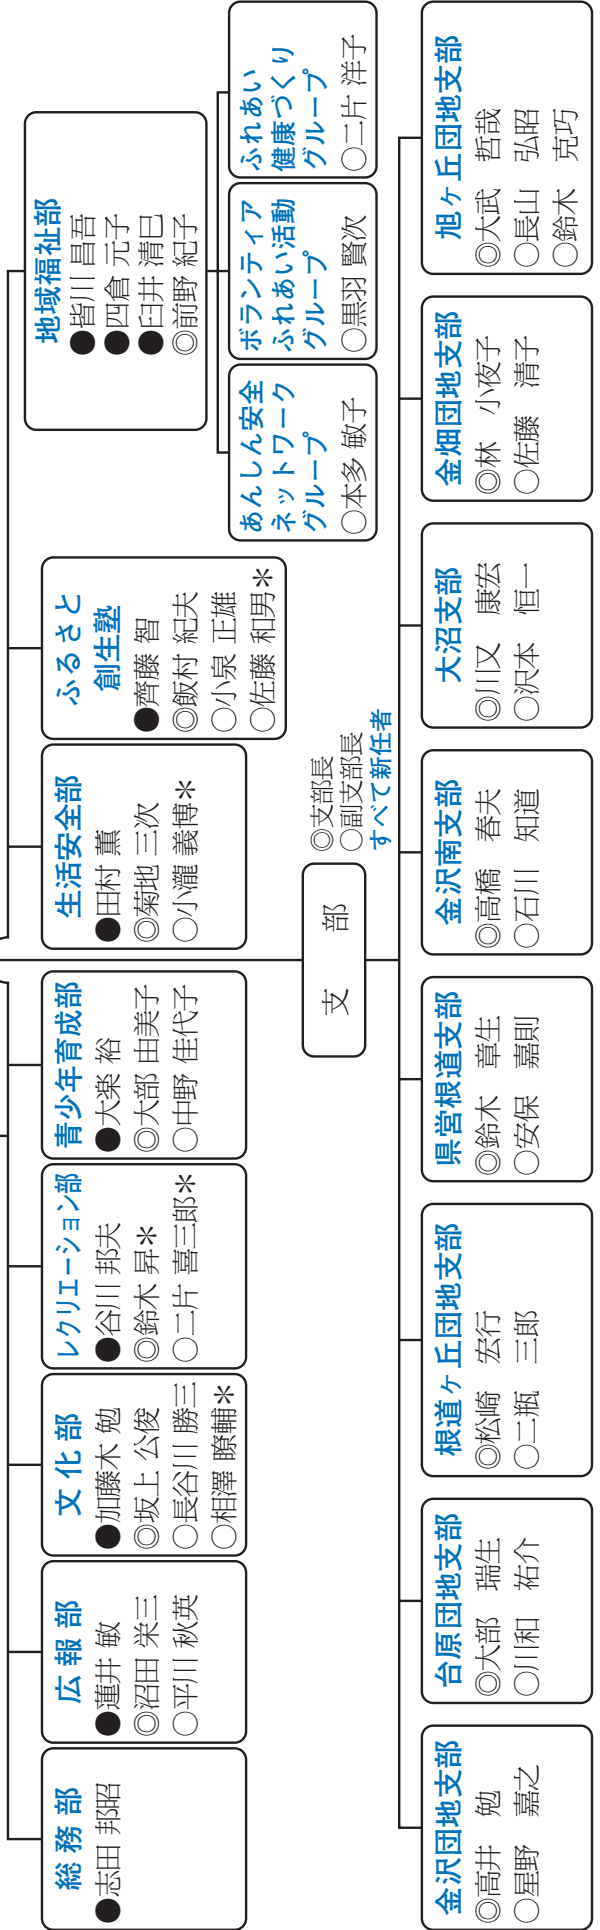 総務部
●志田 邦昭
広報部
●蓮井 敏
◎沼田 栄三
○平川 秋英
文化部
●加藤木 勉
◎坂上 公俊
○長谷川 勝三
○相澤 瞭輔＊
レクリエーション部
●谷川 邦夫
◎鈴木 昇＊
○二片 喜三郎＊
青少年育成部
●大楽 裕
◎大部 由美子
○中野 佳代子
生活安全部
●田村 薫
◎菊地 三次
○小瀧 義博＊
ふるさと
創生塾
●齊藤 智
◎飯村 紀夫
○小泉 正雄
○佐藤 和男＊
地域福祉部
●皆川 昌吾
●四倉 元子
●臼井 清巳
◎前野 紀子
あんしん安全
ネットワーク
グループ
○本多 敏子
ボランティア
ふれあい活動
グループ
○黒羽 賢次
ふれあい
健康づくり
グループ
○二片 洋子
支部
◎支部長
○副支部長
すべて新任者
金沢団地支部
◎高井 勉
○星野 嘉之
台原団地支部
◎大部 瑞生
○川和 祐介
根道ヶ丘団地支部
◎松崎 宏行
○二瓶 三郎
県営根道支部
◎鈴木 章生
○安保 嘉則
金沢南支部
◎高橋 春夫
○石川 知道
大沼支部
◎川又 康宏
○沢本 恒一
金畑団地支部
◎林 小夜子
○佐藤 清子
旭ヶ丘団地支部
◎大武 哲哉
○長山 弘昭
○鈴木 克巧